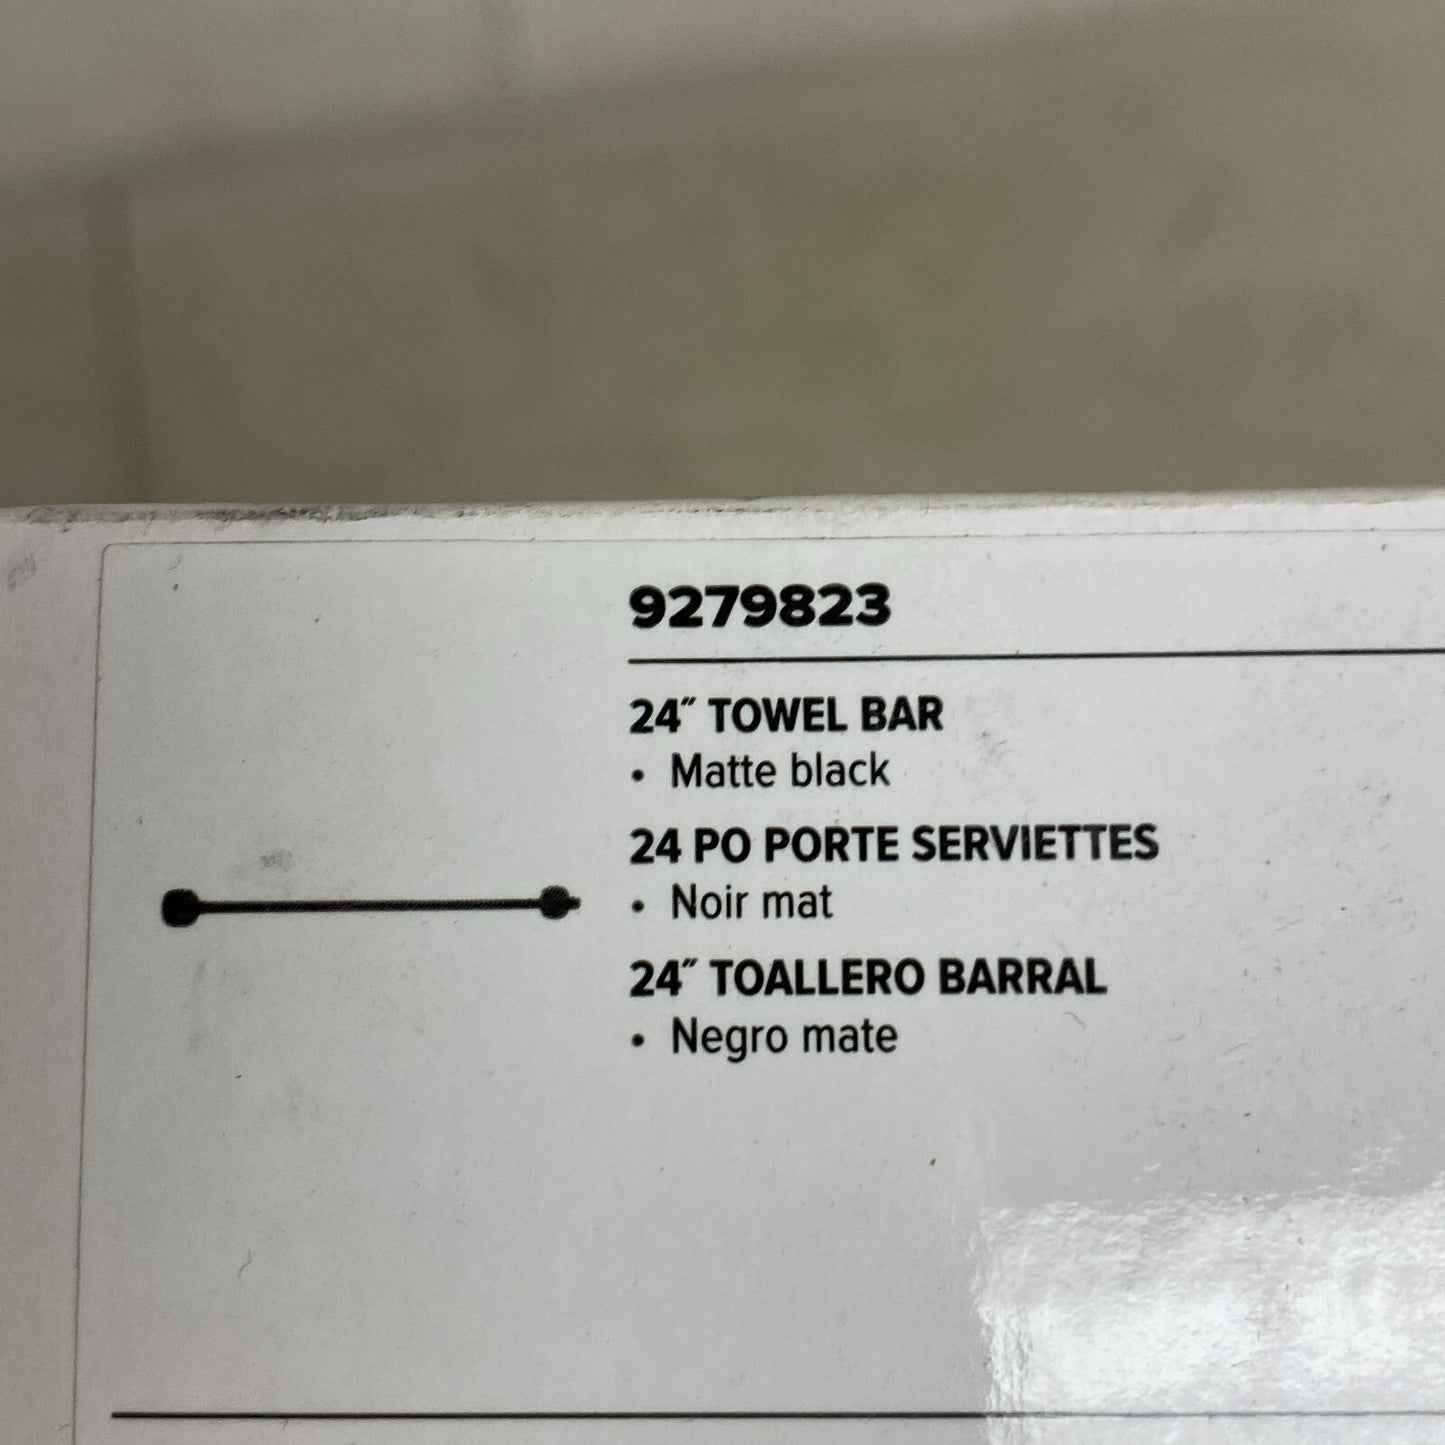 9279823
24″ TOWEL BAR
• Matte black
24 PO PORTE SERVIETTES
• Noir mat
24″ TOALLERO BARRAL
• Negro mate